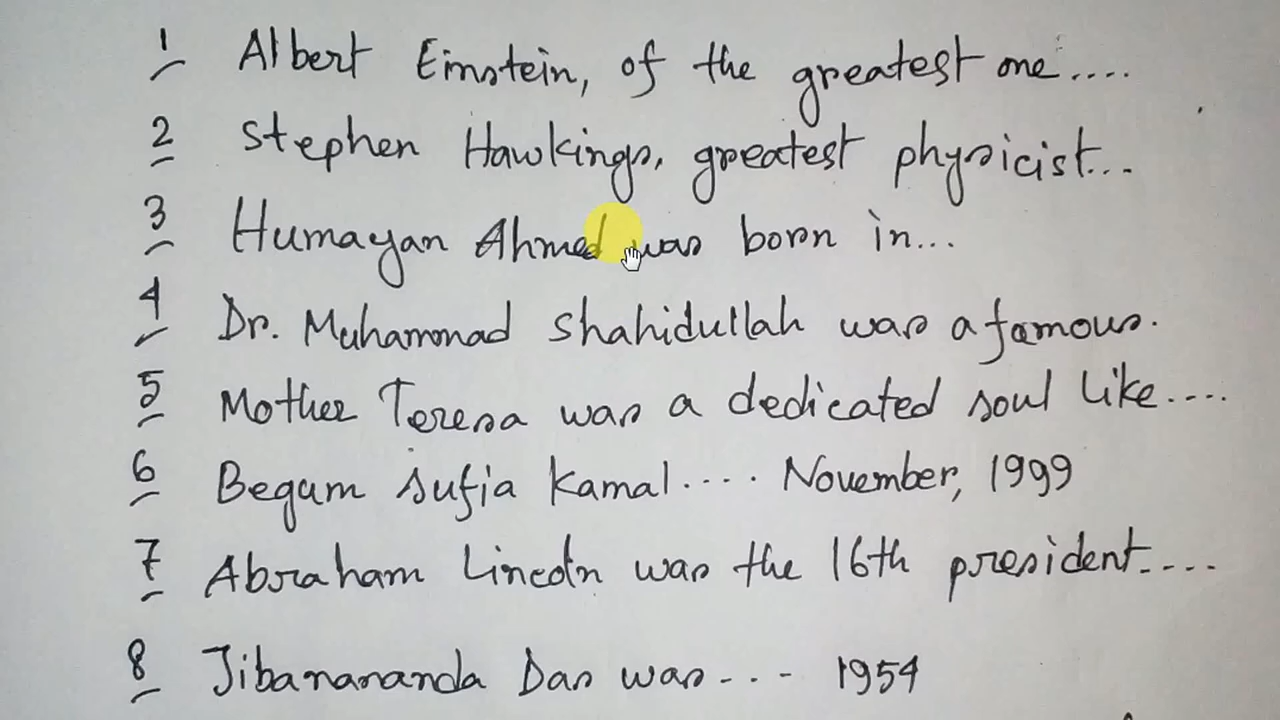 1 Albert Einstein, of the greatest one....
2 Stephen Hawkings, greatest physicist...
3 Humayan Ahmed was born in...
4 Dr. Muhammad Shahidullah was a famous.
5 Mother Teresa was a dedicated soul like....
6 Begum Sufia Kamal.... November, 1999
7 Abraham Lincoln was the 16th president....
8 Jibanananda Das was... 1954